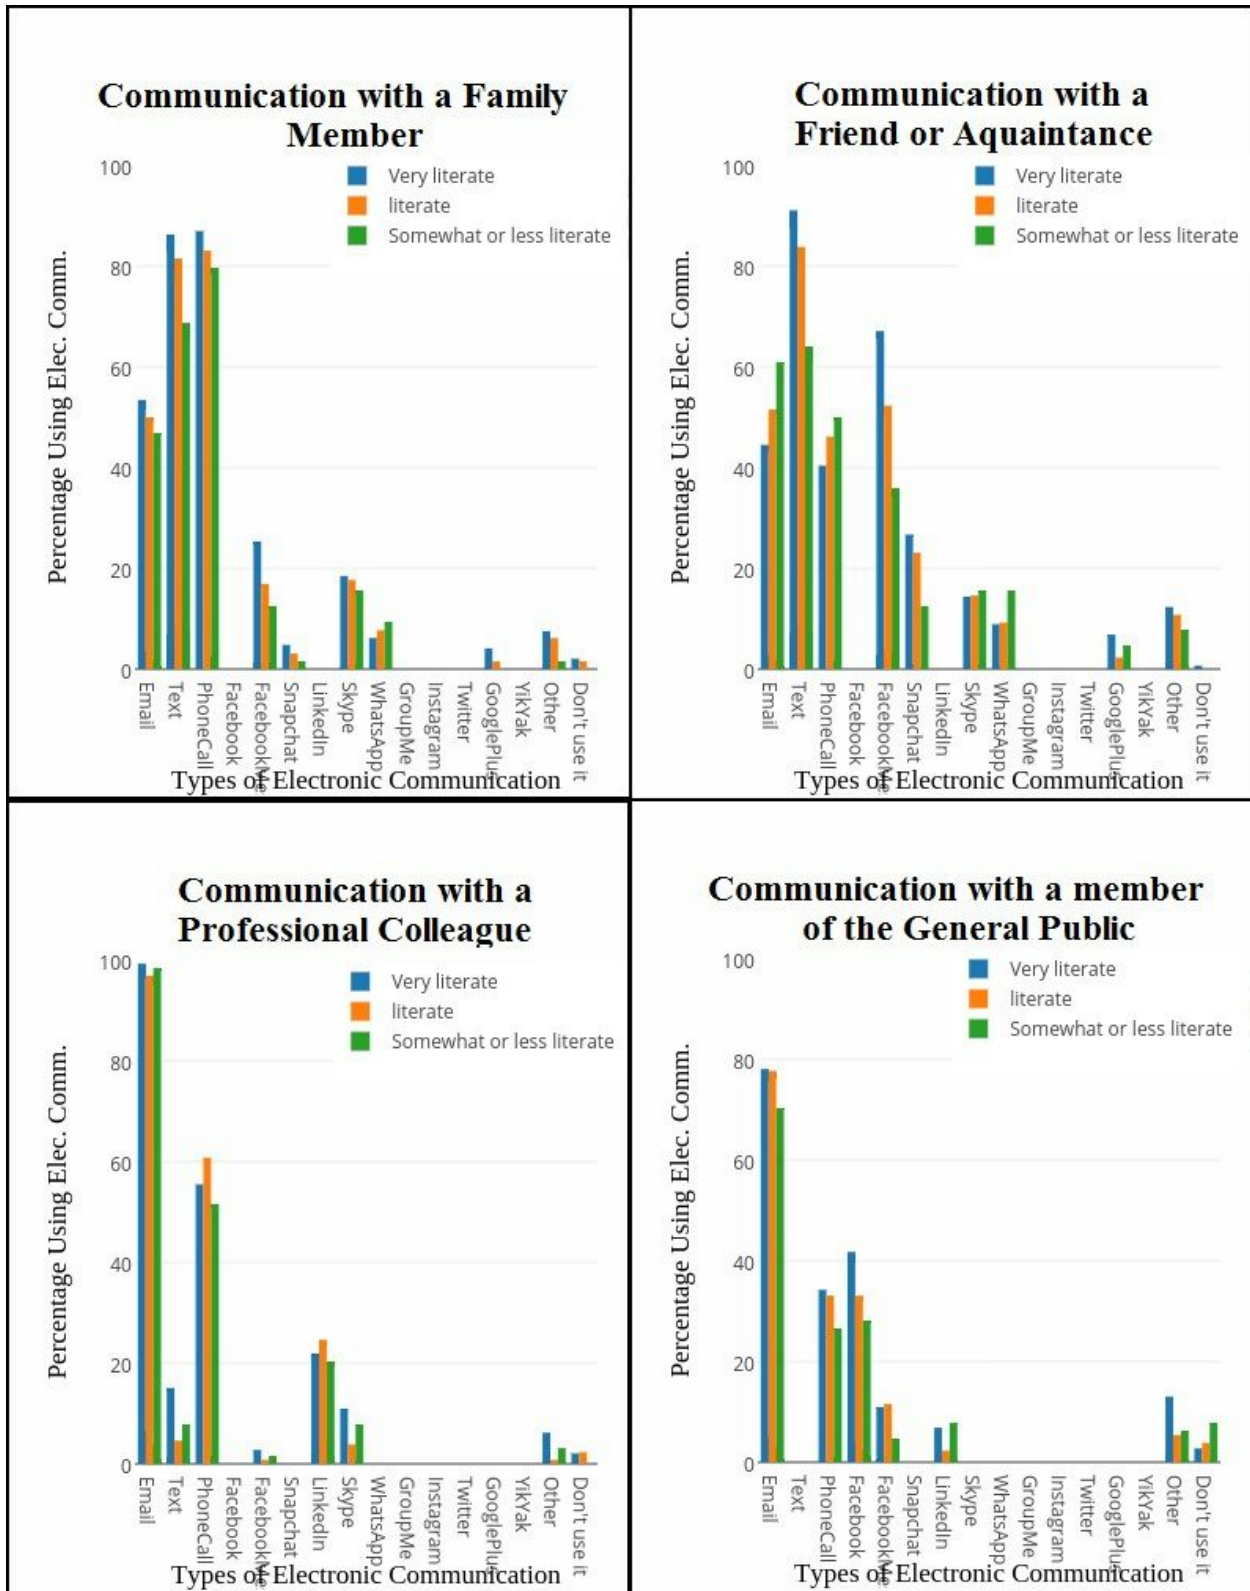 Communication with a Family
Member
100
Very literate
literate
Somewhat or less literate
80
60
40
20
0
Percentage Using Elec. Comm.
Email
Text
PhoneCall
Facebook
FacebookMe
Snapchat
LinkedIn
Skype
WhatsApp
GroupMe
Instagram
Twitter
GooglePlus
YikYak
Other
Don't use it
Types of Electronic Communication
Communication with a
Friend or Aquaintance
100
Very literate
literate
Somewhat or less literate
80
60
40
20
0
Percentage Using Elec. Comm.
Email
Text
PhoneCall
Facebook
FacebookMe
Snapchat
LinkedIn
Skype
WhatsApp
GroupMe
Instagram
Twitter
GooglePlus
YikYak
Other
Don't use it
Types of Electronic Communication
Communication with a
Professional Colleague
100
Very literate
literate
Somewhat or less literate
80
60
40
20
0
Percentage Using Elec. Comm.
Email
Text
PhoneCall
Facebook
FacebookMe
Snapchat
LinkedIn
Skype
WhatsApp
GroupMe
Instagram
Twitter
GooglePlus
YikYak
Other
Don't use it
Types of Electronic Communication
Communication with a member
of the General Public
100
Very literate
literate
Somewhat or less literate
80
60
40
20
0
Percentage Using Elec. Comm.
Email
Text
PhoneCall
Facebook
FacebookMe
Snapchat
LinkedIn
Skype
WhatsApp
GroupMe
Instagram
Twitter
GooglePlus
YikYak
Other
Don't use it
Types of Electronic Communication